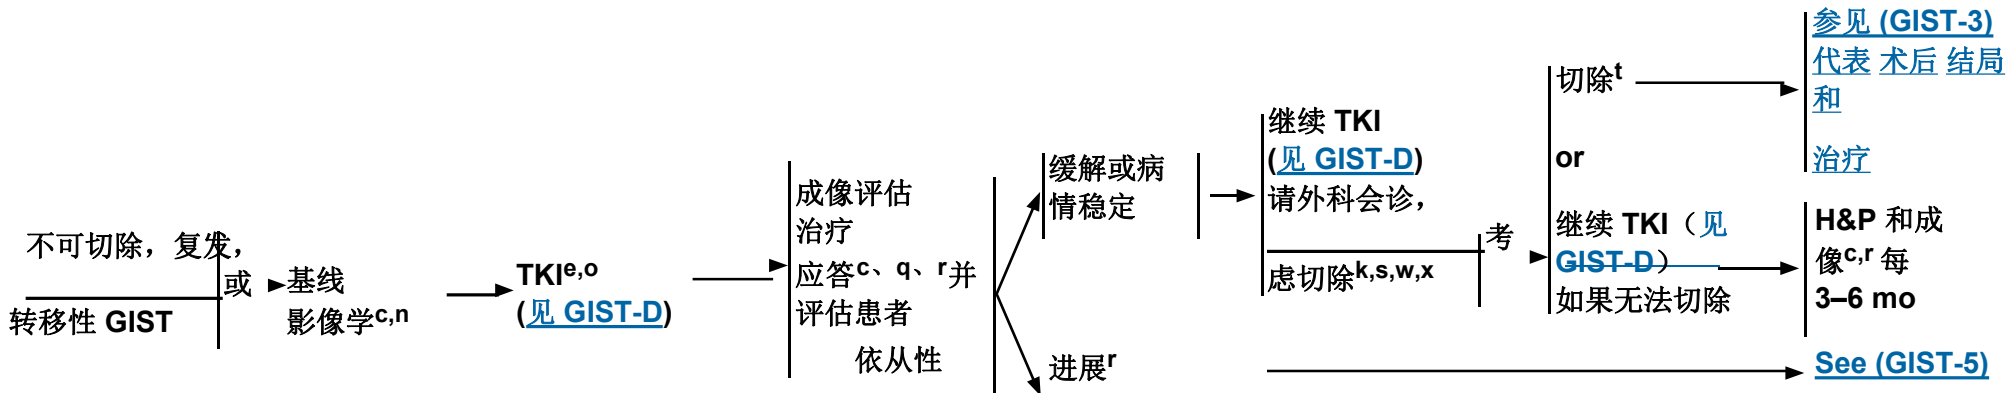 不可切除，复发，
或
转移性 GIST
基线
影像学c,n
TKIe,o
(见 GIST-D)
成像评估
治疗
应答c、q、r并
评估患者
依从性
缓解或病
情稳定
进展r
继续 TKI
(见 GIST-D)
请外科会诊，
考
虑切除k,s,w,x
切除t
or
继续 TKI（见
GIST-D）
如果无法切除
参见 (GIST-3)
代表 术后 结局
和
治疗
H&P 和成
像c,r 每
3–6 mo
See (GIST-5)